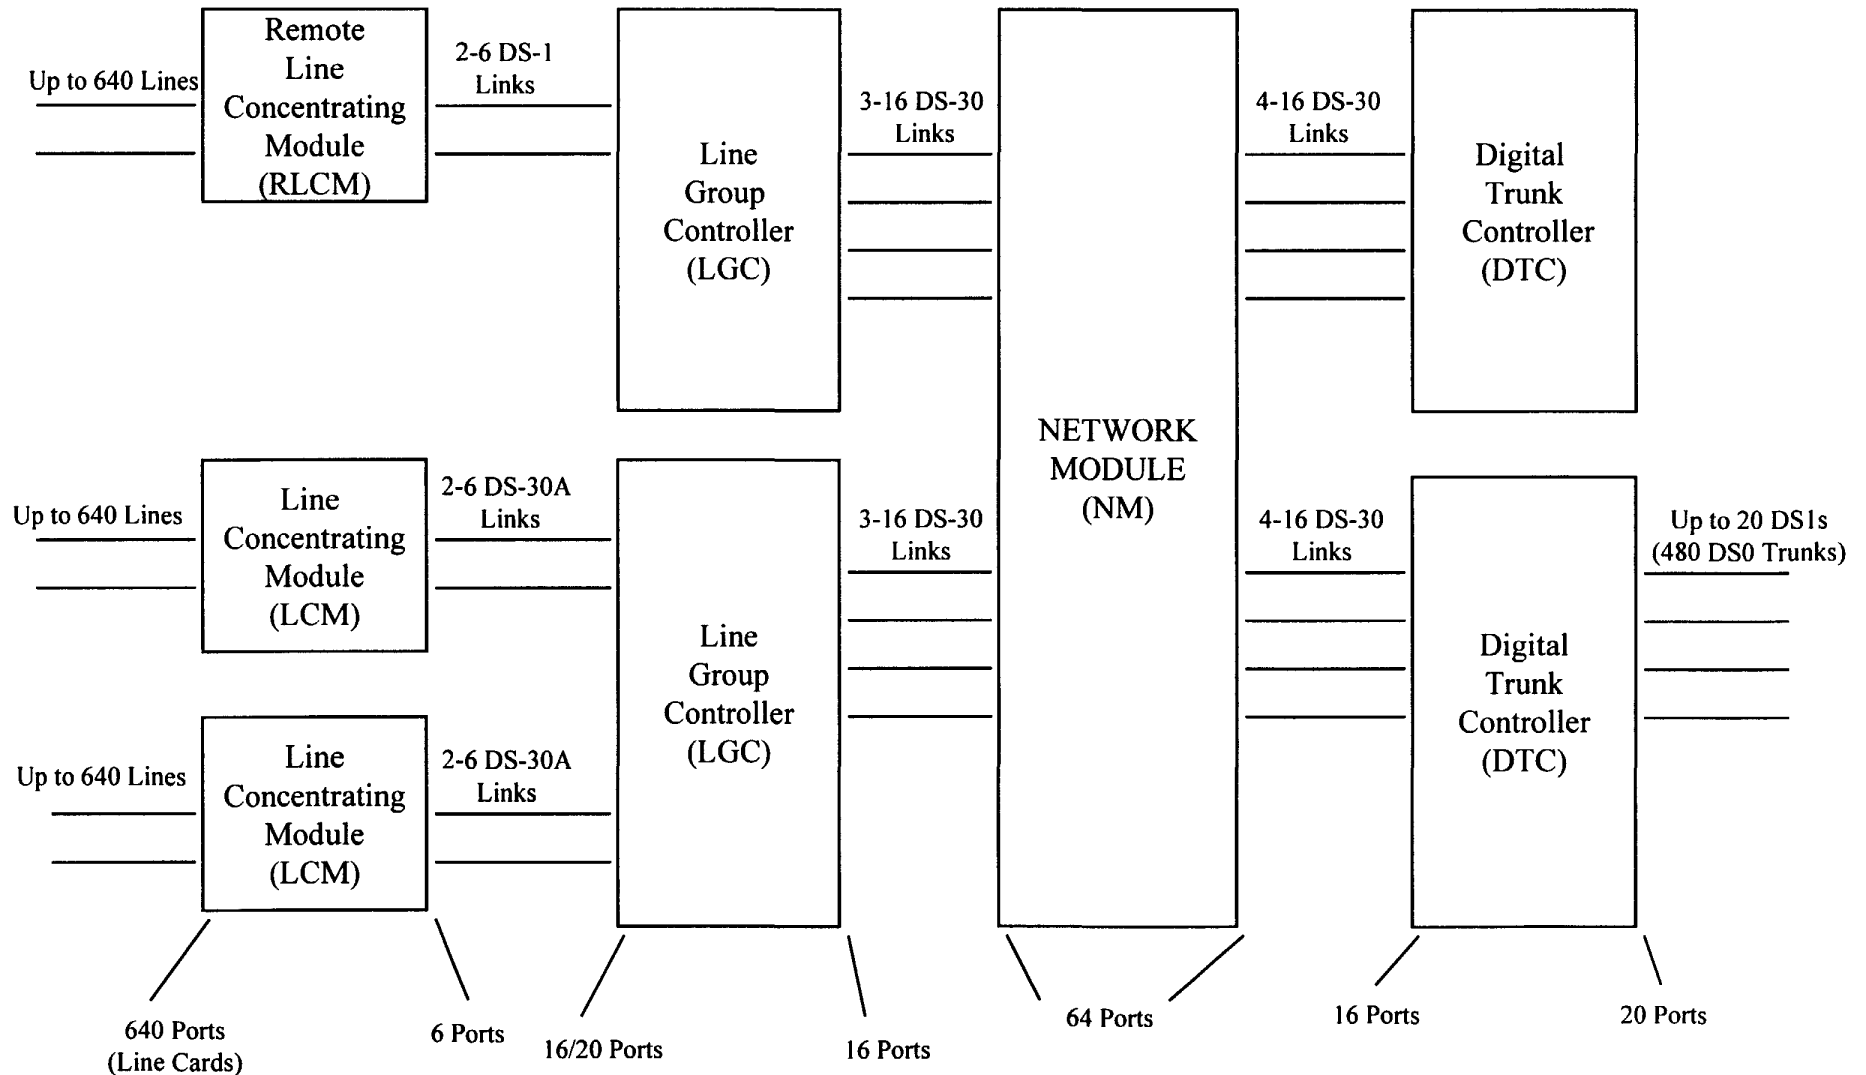 Remote
Line
Concentrating
Module
(RLCM)
Up to 640 Lines
2-6 DS-1
Links
Line
Group
Controller
(LGC)
3-16 DS-30
Links
4-16 DS-30
Links
Digital
Trunk
Controller
(DTC)
NETWORK
MODULE
(NM)
Up to 640 Lines
Line
Concentrating
Module
(LCM)
2-6 DS-30A
Links
Line
Group
Controller
(LGC)
3-16 DS-30
Links
4-16 DS-30
Links
Digital
Trunk
Controller
(DTC)
Up to 20 DS1s
(480 DS0 Trunks)
Up to 640 Lines
Line
Concentrating
Module
(LCM)
2-6 DS-30A
Links
640 Ports
(Line Cards)
6 Ports
16/20 Ports
16 Ports
64 Ports
16 Ports
20 Ports